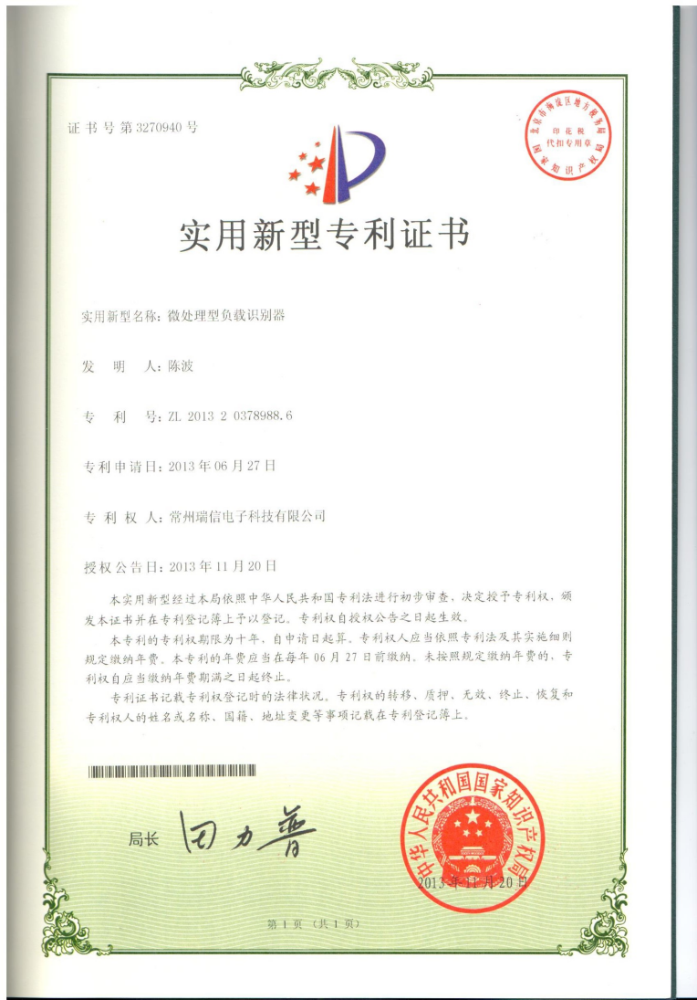 证书号第3270940号
北京市海淀区地方税务局
印花税
代扣专用章
国家知识产权局
实用新型专利证书
实用新型名称：微处理型负载识别器
发明人：陈波
专利号：ZL 2013 2 0378988.6
专利申请日：2013年06月27日
专利权人：常州瑞信电子科技有限公司
授权公告日：2013年11月20日
本实用新型经过本局依照中华人民共和国专利法进行初步审查，决定授予专利权，颁
发本证书并在专利登记簿上予以登记。专利权自授权公告之日起生效。
本专利的专利权期限为十年，自申请日起算。专利权人应当依照专利法及其实施细则
规定缴纳年费。本专利的年费应当在每年06月27日前缴纳。未按照规定缴纳年费的，专
利权自应当缴纳年费期满之日起终止。
专利证书记载专利权登记时的法律状况。专利权的转移、质押、无效、终止、恢复和
专利权人的姓名或名称、国籍、地址变更等事项记载在专利登记簿上。
局长 田力普
中华人民共和国国家知识产权局
2013年11月20日
第1页（共1页）